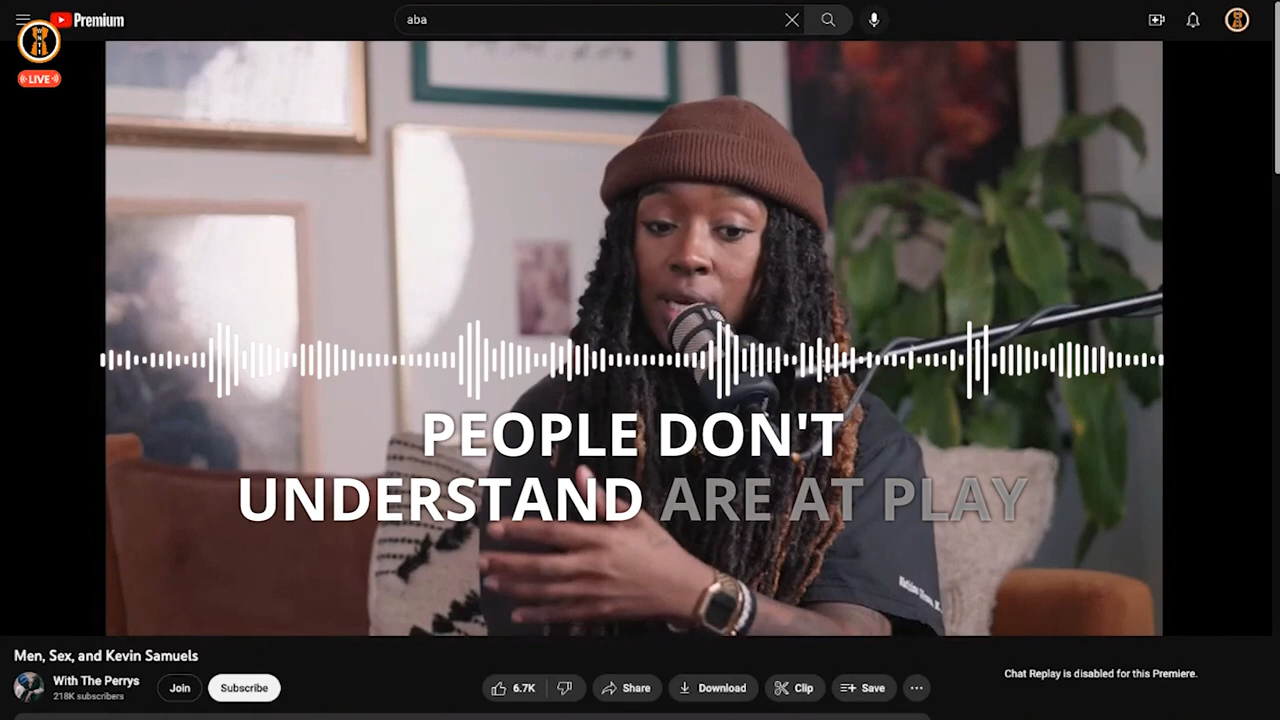 Premium
aba
LIVE
PEOPLE DON'T
UNDERSTAND ARE AT PLAY
Men, Sex, and Kevin Samuels
With The Perrys
218K subscribers
Join
Subscribe
6.7K
Share
Download
Clip
Save
Chat Replay is disabled for this Premiere.